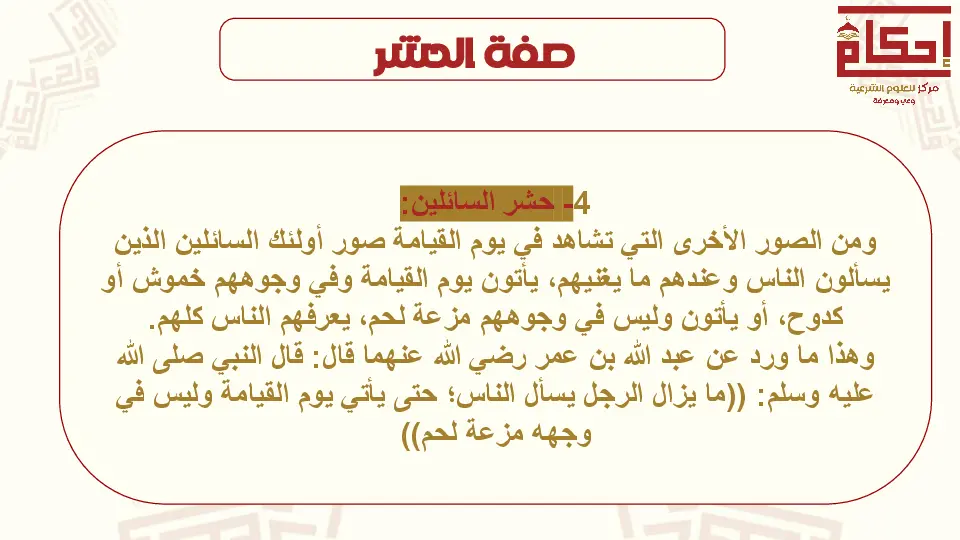 صفة المحشر
إحكام
مركز للعلوم الشرعية
وعي ومعرفة
4- حشر السائلين:
ومن الصور الأخرى التي تشاهد في يوم القيامة صور أولئك السائلين الذين
يسألون الناس وعندهم ما يغنيهم، يأتون يوم القيامة وفي وجوههم خموش أو
كدوح، أو يأتون وليس في وجوههم مزعة لحم، يعرفهم الناس كلهم.
وهذا ما ورد عن عبد الله بن عمر رضي الله عنهما قال: قال النبي صلى الله
عليه وسلم: ((ما يزال الرجل يسأل الناس؛ حتى يأتي يوم القيامة وليس في
وجهه مزعة لحم))